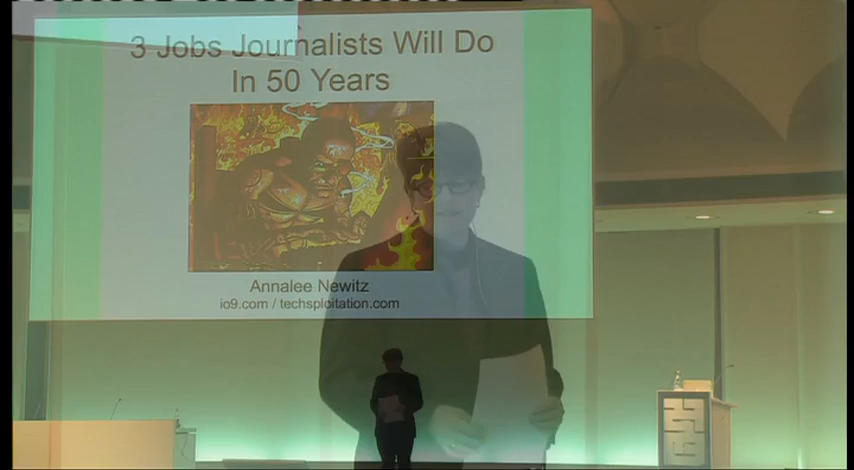 3 Jobs Journalists Will Do
In 50 Years
Annalee Newitz
io9.com / techsploitation.com